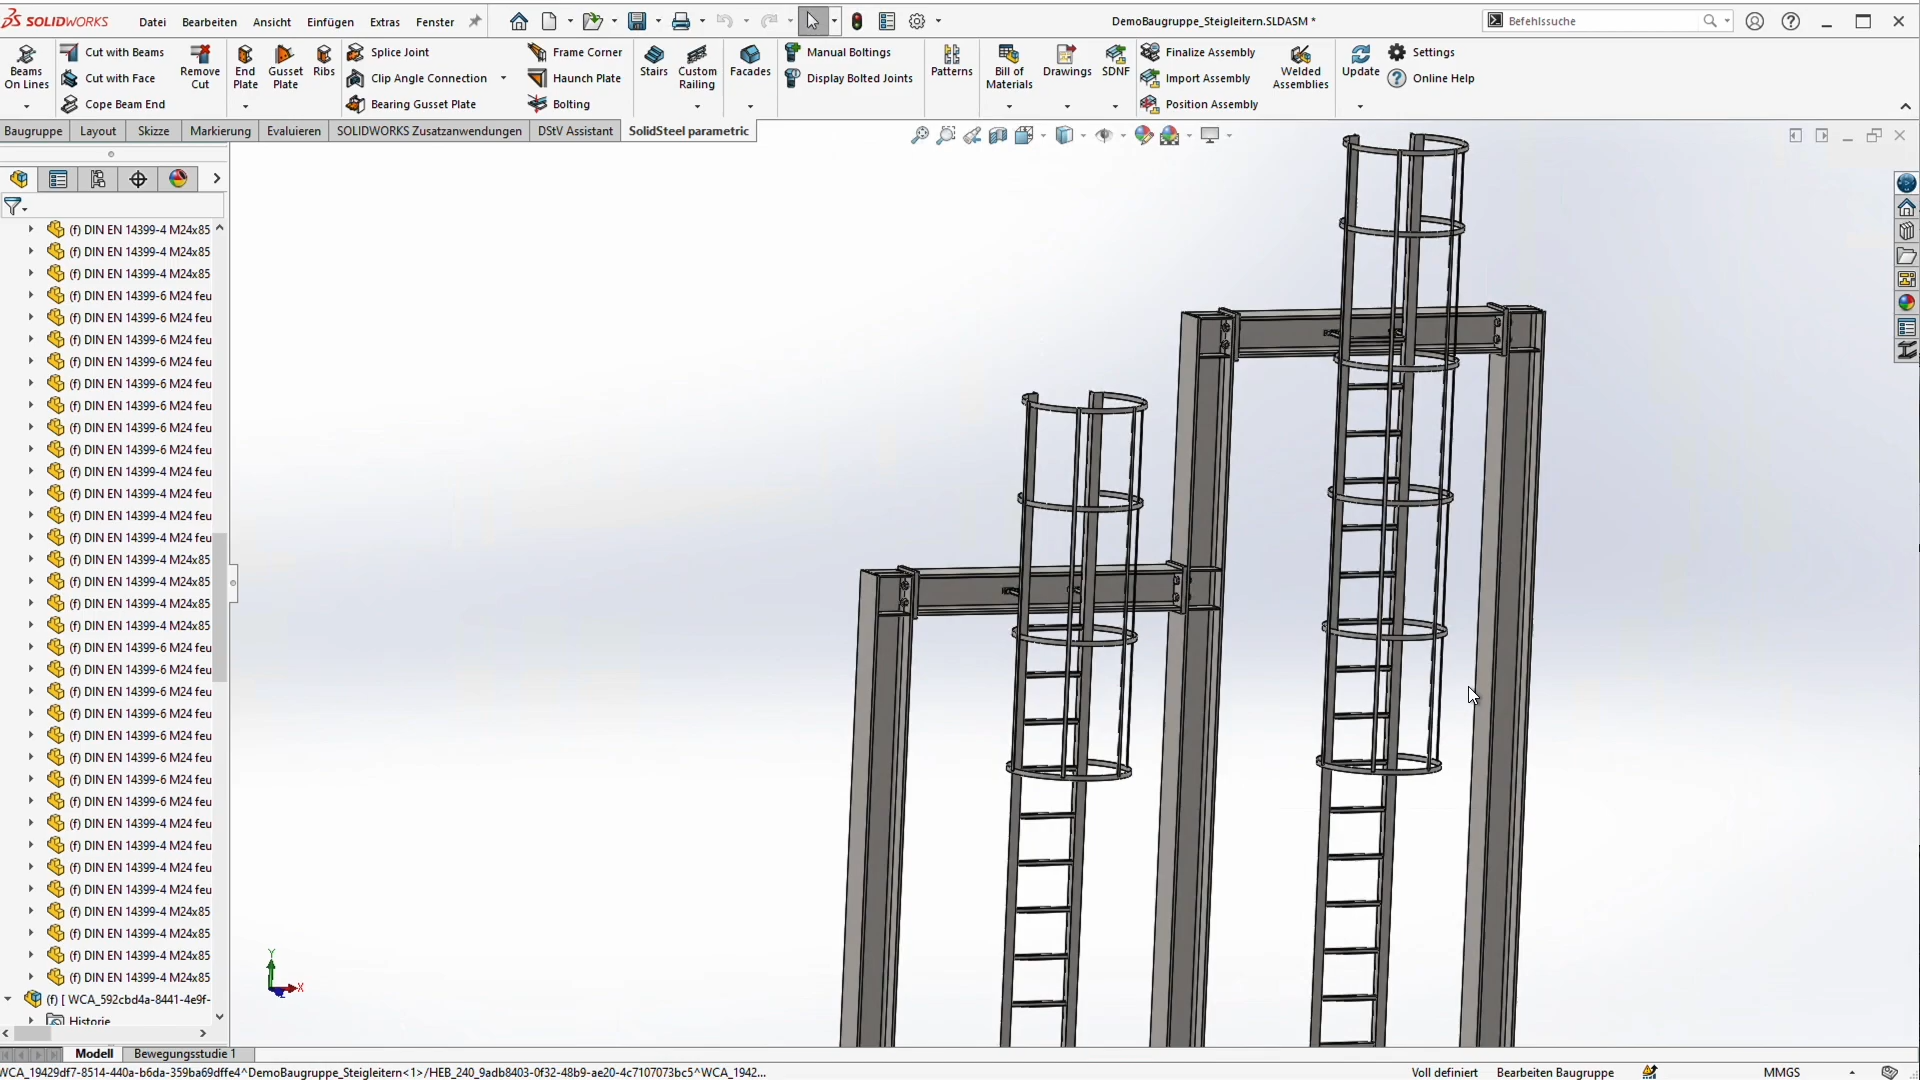 SOLIDWORKS Datei Bearbeiten Ansicht Einfügen Extras Fenster DemoBaugruppe_Steigleitern.SLDASM * Befehlssuche
Beams On Lines
Cut with Beams
Cut with Face
Cope Beam End
Remove Cut
End Plate
Gusset Plate
Ribs
Splice Joint
Clip Angle Connection
Bearing Gusset Plate
Frame Corner
Haunch Plate
Bolting
Stairs
Custom Railing
Facades
Manual Boltings
Display Bolted Joints
Patterns
Bill of Materials
Drawings
SDNF
Finalize Assembly
Import Assembly
Position Assembly
Welded Assemblies
Update
Settings
Online Help
Baugruppe Layout Skizze Markierung Evaluieren SOLIDWORKS Zusatzanwendungen DStV Assistant SolidSteel parametric
(f) DIN EN 14399-4 M24x85
(f) DIN EN 14399-4 M24x85
(f) DIN EN 14399-4 M24x85
(f) DIN EN 14399-6 M24 feu
(f) DIN EN 14399-6 M24 feu
(f) DIN EN 14399-6 M24 feu
(f) DIN EN 14399-6 M24 feu
(f) DIN EN 14399-6 M24 feu
(f) DIN EN 14399-6 M24 feu
(f) DIN EN 14399-6 M24 feu
(f) DIN EN 14399-6 M24 feu
(f) DIN EN 14399-4 M24 feu
(f) DIN EN 14399-4 M24 feu
(f) DIN EN 14399-4 M24 feu
(f) DIN EN 14399-4 M24 feu
(f) DIN EN 14399-4 M24x85
(f) DIN EN 14399-4 M24x85
(f) DIN EN 14399-4 M24x85
(f) DIN EN 14399-4 M24x85
(f) DIN EN 14399-6 M24 feu
(f) DIN EN 14399-6 M24 feu
(f) DIN EN 14399-6 M24 feu
(f) DIN EN 14399-6 M24 feu
(f) DIN EN 14399-6 M24 feu
(f) DIN EN 14399-6 M24 feu
(f) DIN EN 14399-6 M24 feu
(f) DIN EN 14399-6 M24 feu
(f) DIN EN 14399-4 M24 feu
(f) DIN EN 14399-4 M24 feu
(f) DIN EN 14399-4 M24 feu
(f) DIN EN 14399-4 M24 feu
(f) DIN EN 14399-4 M24x85
(f) DIN EN 14399-4 M24x85
(f) DIN EN 14399-4 M24x85
(f) DIN EN 14399-4 M24x85
(f) [ WCA_592cbd4a-8441-4e9f-
Historie
Y
X
Modell Bewegungsstudie 1
WCA_19429df7-8514-440a-b6da-359ba69dffe4^DemoBaugruppe_Steigleitern<1>/HEB_240_9adb8403-0f32-48b9-ae20-4c7107073bc5^WCA_1942... Voll definiert Bearbeiten Baugruppe MMGS